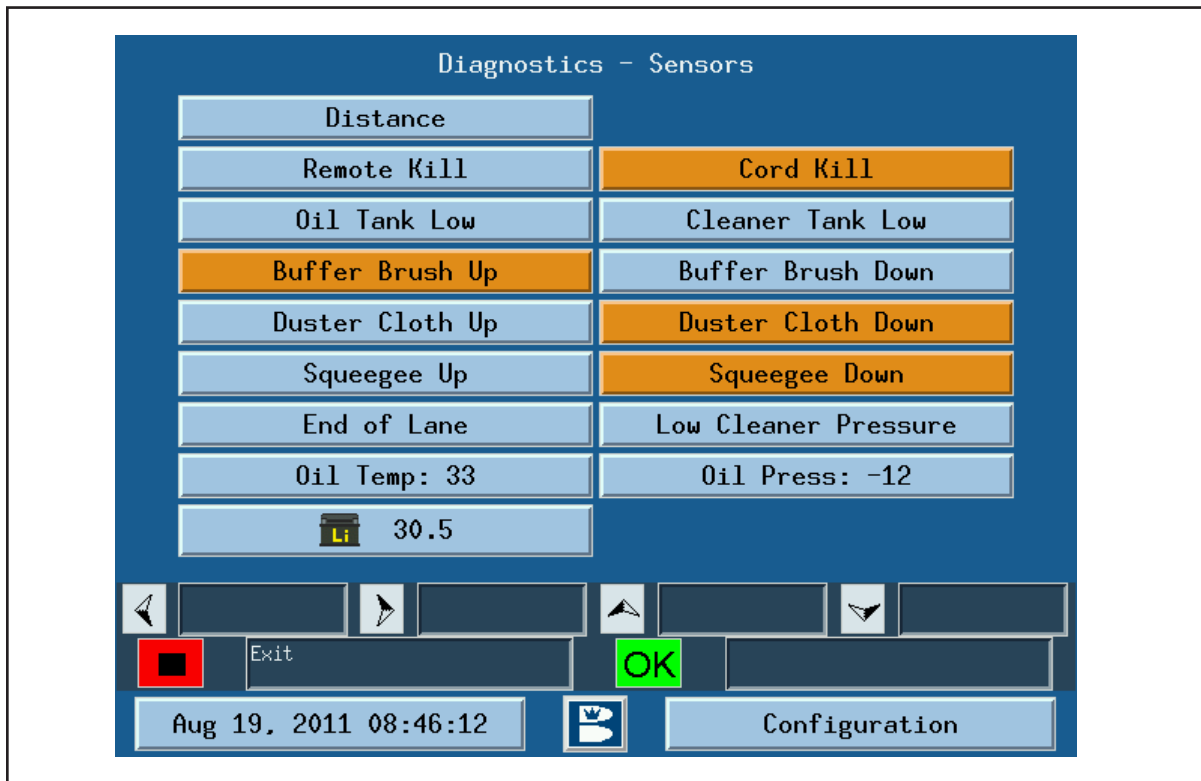 Diagnostics - Sensors
Distance
Remote Kill
Cord Kill
Oil Tank Low
Cleaner Tank Low
Buffer Brush Up
Buffer Brush Down
Duster Cloth Up
Duster Cloth Down
Squeegee Up
Squeegee Down
End of Lane
Low Cleaner Pressure
Oil Temp: 33
Oil Press: -12
Li 30.5
Exit
OK
Aug 19, 2011 08:46:12
Configuration